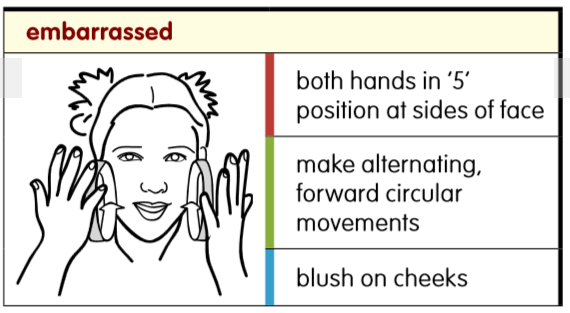 embarrassed
both hands in ‘5’
position at sides of face
make alternating,
forward circular
movements
blush on cheeks